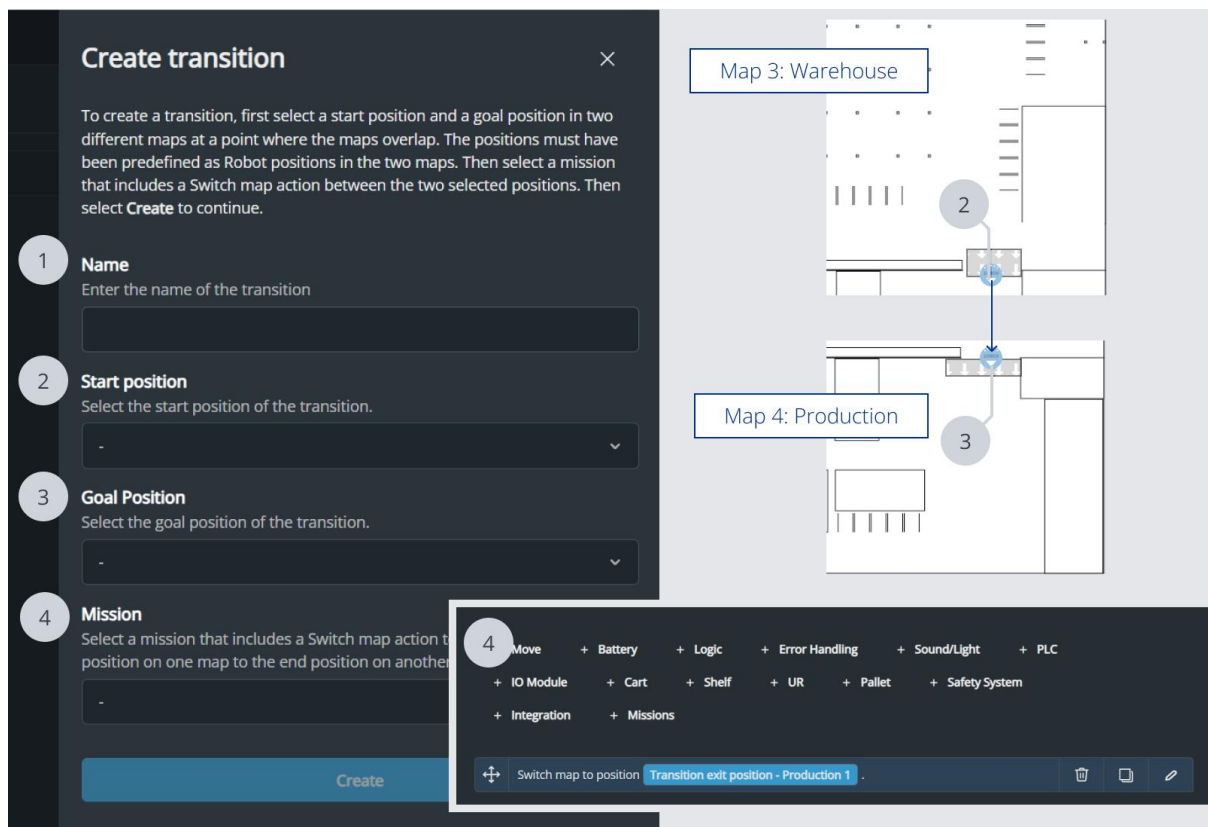 Create transition
To create a transition, first select a start position and a goal position in two
different maps at a point where the maps overlap. The positions must have
been predefined as Robot positions in the two maps. Then select a mission
that includes a Switch map action between the two selected positions. Then
select Create to continue.
1
Name
Enter the name of the transition
2
Start position
Select the start position of the transition.
-
3
Goal Position
Select the goal position of the transition.
-
4
Mission
Select a mission that includes a Switch map action
position on one map to the end position on another
-
Create
Map 3: Warehouse
2
Map 4: Production
3
4
Move + Battery + Logic + Error Handling + Sound/Light + PLC
+ IO Module + Cart + Shelf + UR + Pallet + Safety System
+ Integration + Missions
Switch map to position Transition exit position - Production 1 .